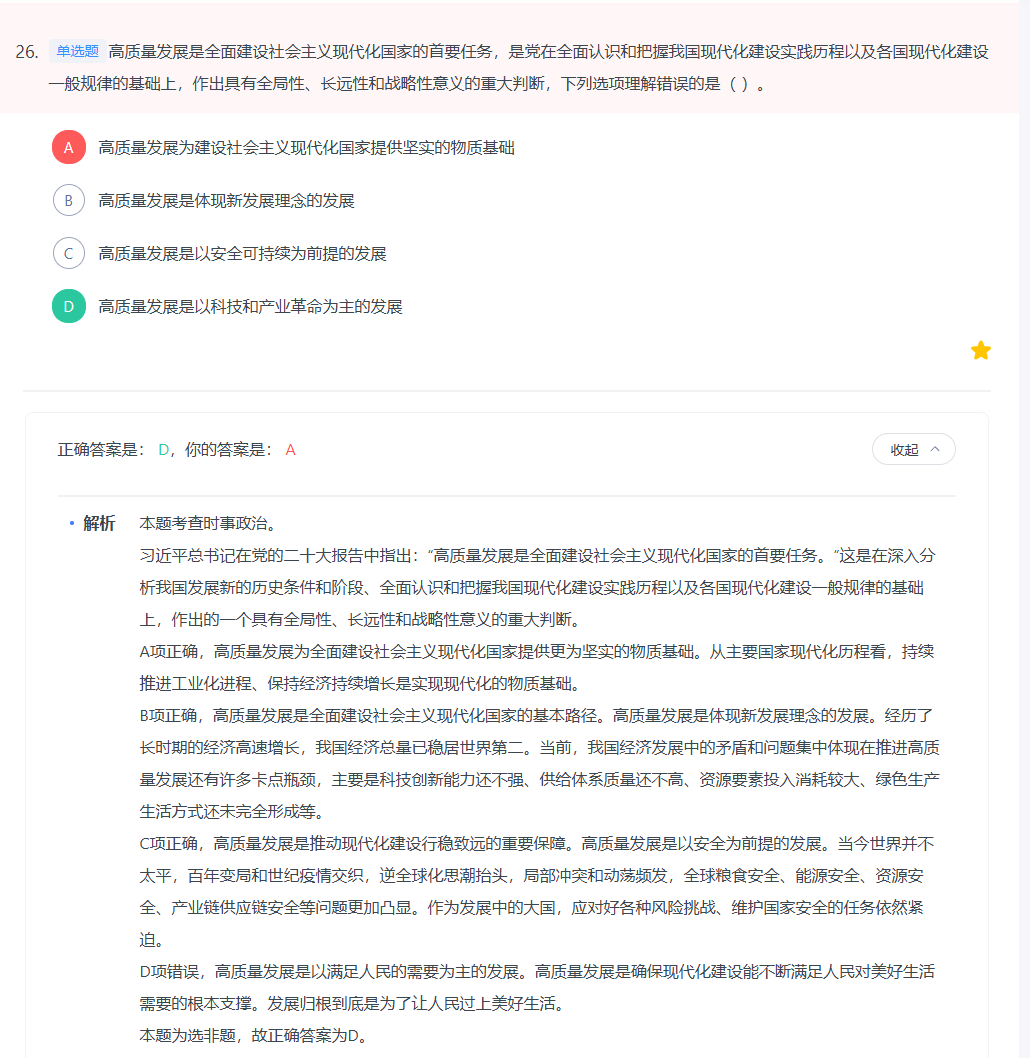 26. 单选题 高质量发展是全面建设社会主义现代化国家的首要任务，是党在全面认识和把握我国现代化建设实践历程以及各国现代化建设
一般规律的基础上，作出具有全局性、长远性和战略性意义的重大判断，下列选项理解错误的是（ ）。
A 高质量发展为建设社会主义现代化国家提供坚实的物质基础
B 高质量发展是体现新发展理念的发展
C 高质量发展是以安全可持续为前提的发展
D 高质量发展是以科技和产业革命为主的发展
正确答案是： D，你的答案是： A
收起
解析 本题考查时事政治。
习近平总书记在党的二十大报告中指出：“高质量发展是全面建设社会主义现代化国家的首要任务。”这是在深入分
析我国发展新的历史条件和阶段、全面认识和把握我国现代化建设实践历程以及各国现代化建设一般规律的基础
上，作出的一个具有全局性、长远性和战略性意义的重大判断。
A项正确，高质量发展为全面建设社会主义现代化国家提供更为坚实的物质基础。从主要国家现代化历程看，持续
推进工业化进程、保持经济持续增长是实现现代化的物质基础。
B项正确，高质量发展是全面建设社会主义现代化国家的基本路径。高质量发展是体现新发展理念的发展。经历了
长时期的经济高速增长，我国经济总量已稳居世界第二。当前，我国经济发展中的矛盾和问题集中体现在推进高质
量发展还有许多卡点瓶颈，主要是科技创新能力还不强、供给体系质量还不高、资源要素投入消耗较大、绿色生产
生活方式还未完全形成等。
C项正确，高质量发展是推动现代化建设行稳致远的重要保障。高质量发展是以安全为前提的发展。当今世界并不
太平，百年变局和世纪疫情交织，逆全球化思潮抬头，局部冲突和动荡频发，全球粮食安全、能源安全、资源安
全、产业链供应链安全等问题更加凸显。作为发展中的大国，应对好各种风险挑战、维护国家安全的任务依然紧
迫。
D项错误，高质量发展是以满足人民的需要为主的发展。高质量发展是确保现代化建设能不断满足人民对美好生活
需要的根本支撑。发展归根到底是为了让人民过上美好生活。
本题为选非题，故正确答案为D。